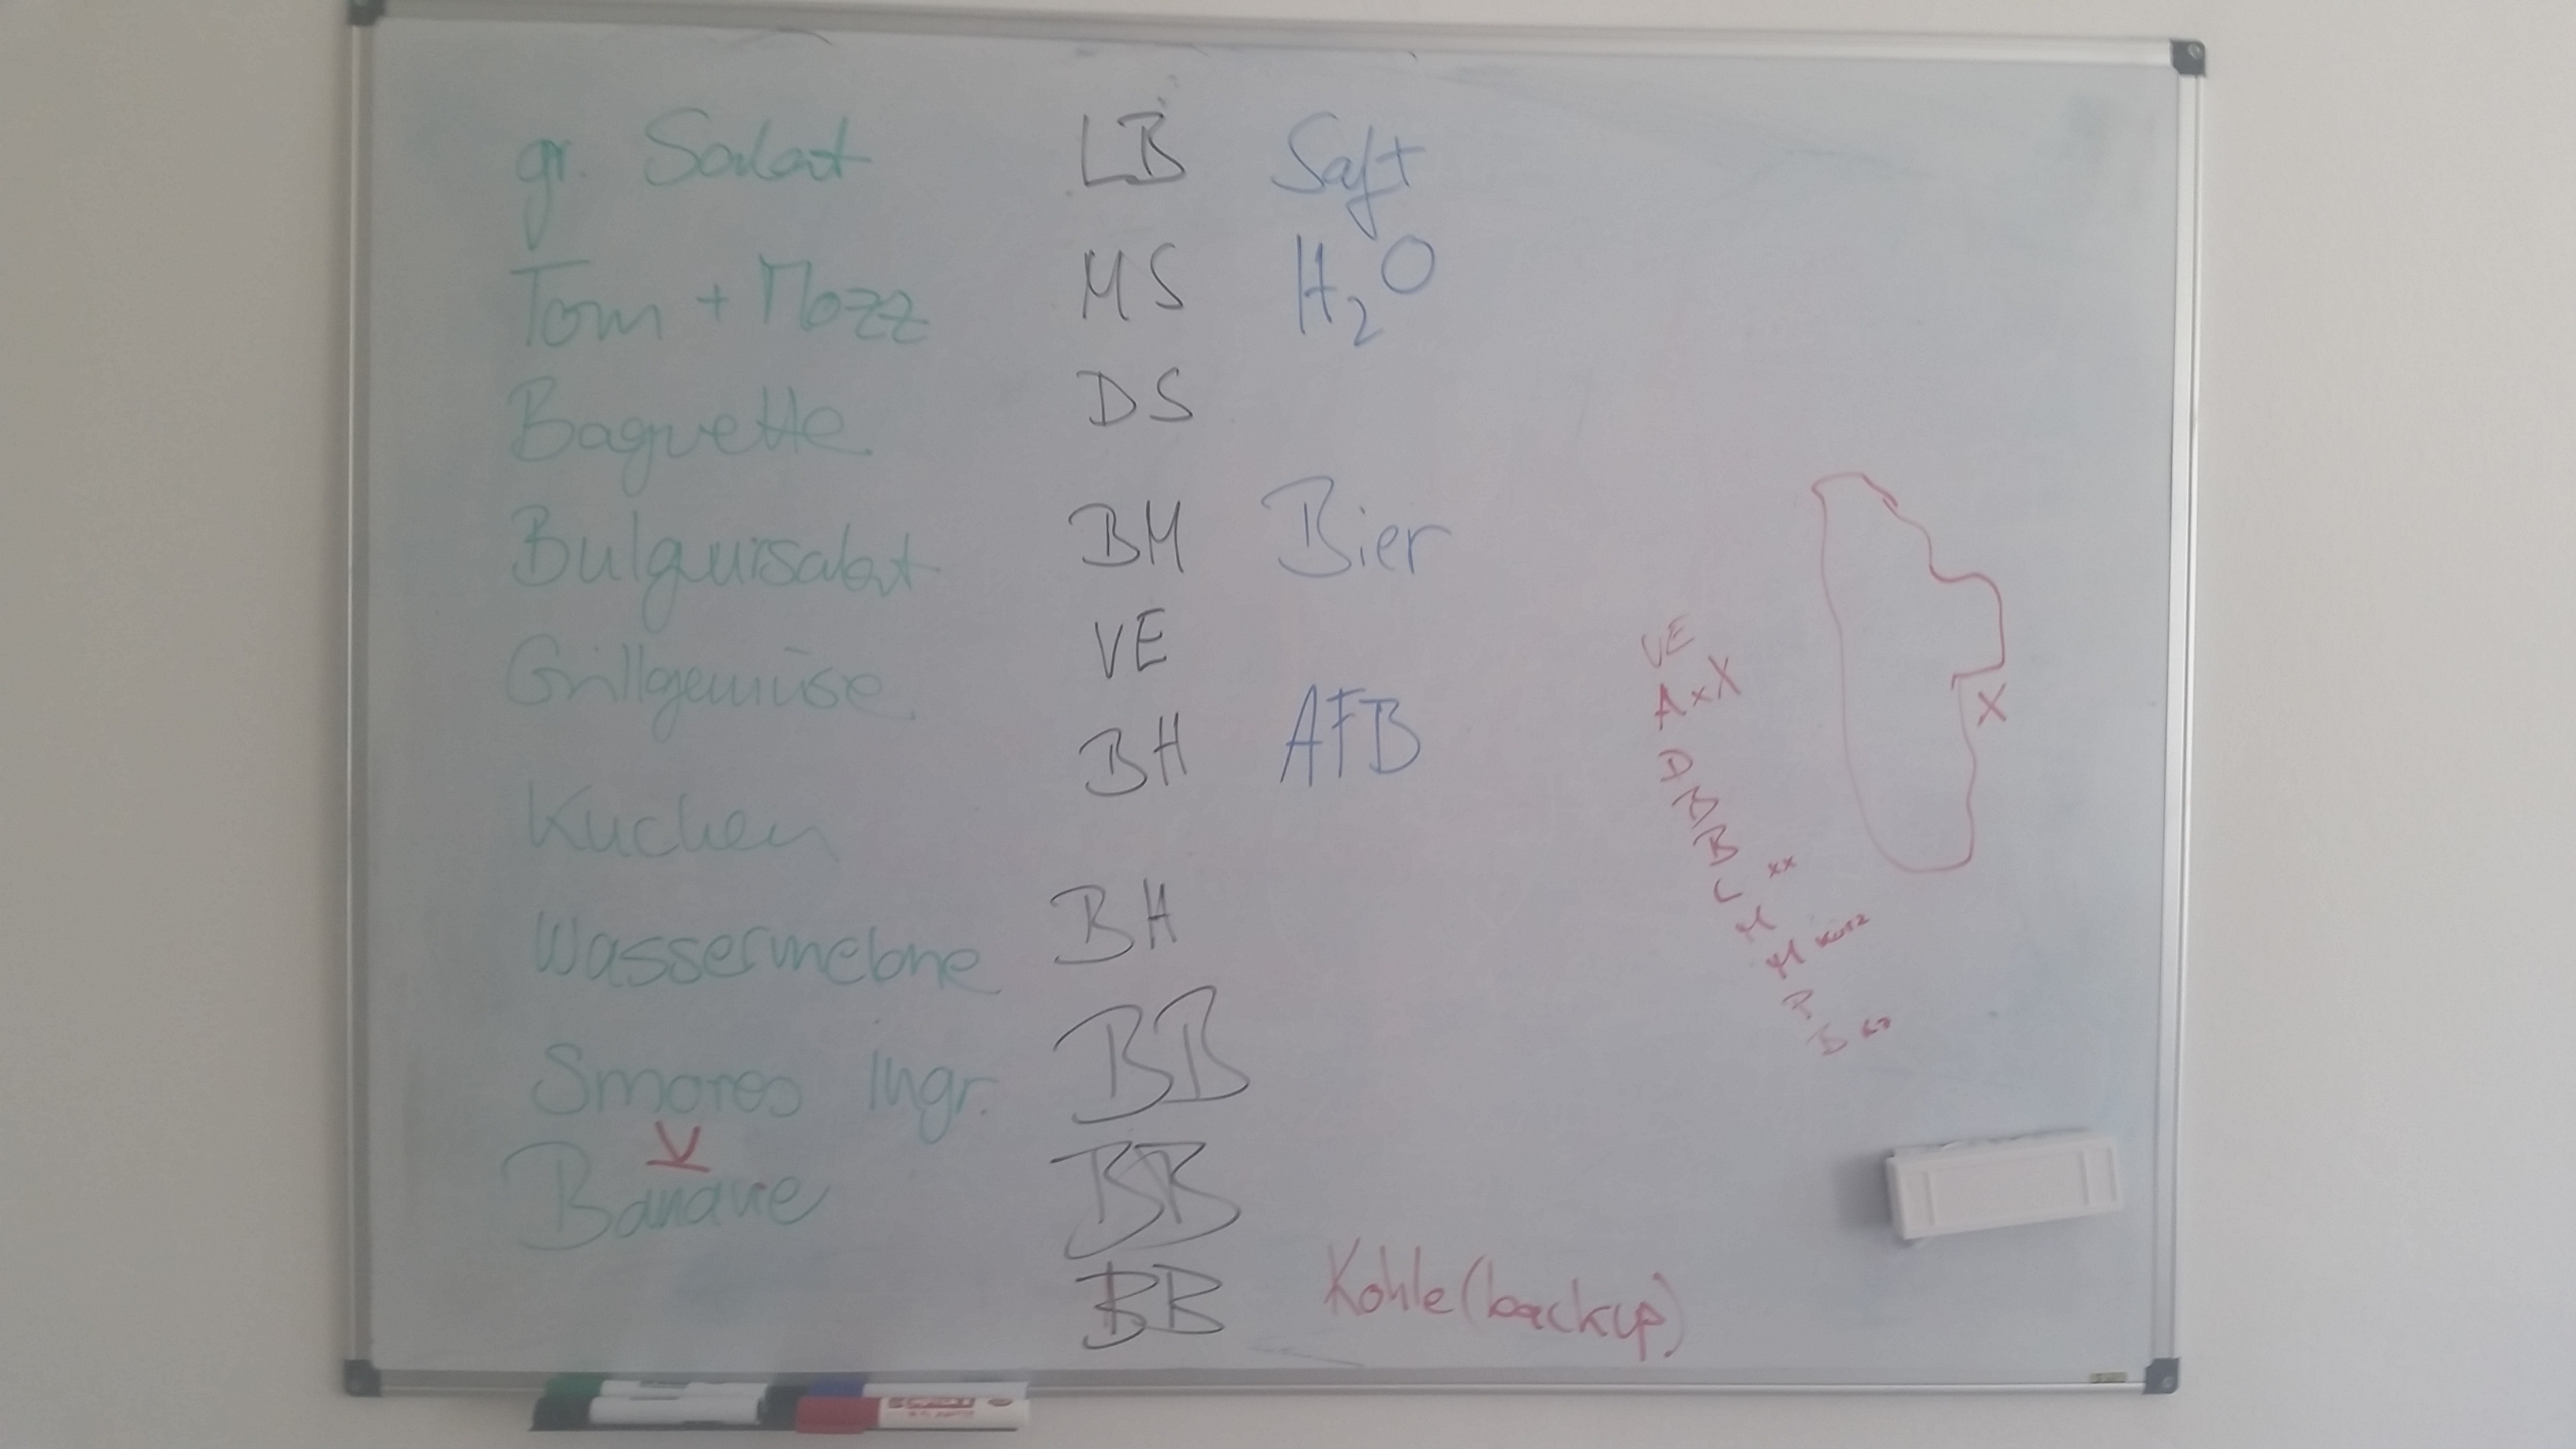 gr. Salat LB Saft
Tom + Mozz MS H₂O
Baguette DS
Bulgursalat BM Bier
Grillgemüse VE
BH AFB
Kuchen
Wassermelone BH
Smores Ingr. BB
V
Banane BB
BB Kohle (backup)
VE
A x X
X
D
M
B
L xx
M
M kurz
P
B